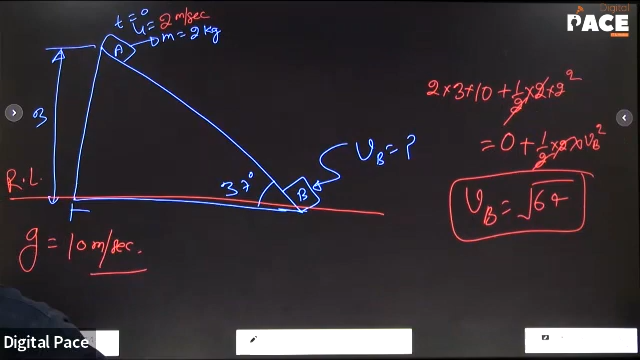 Digital
PACE
t=0
u=2 m/sec
m=2 kg
A
3
2×3×10 + 1/2×2×2²
= 0 + 1/2×2×V_B²
V_B=?
37°
B
R.L.
V_B = √64
g = 10 m/sec.
Digital Pace